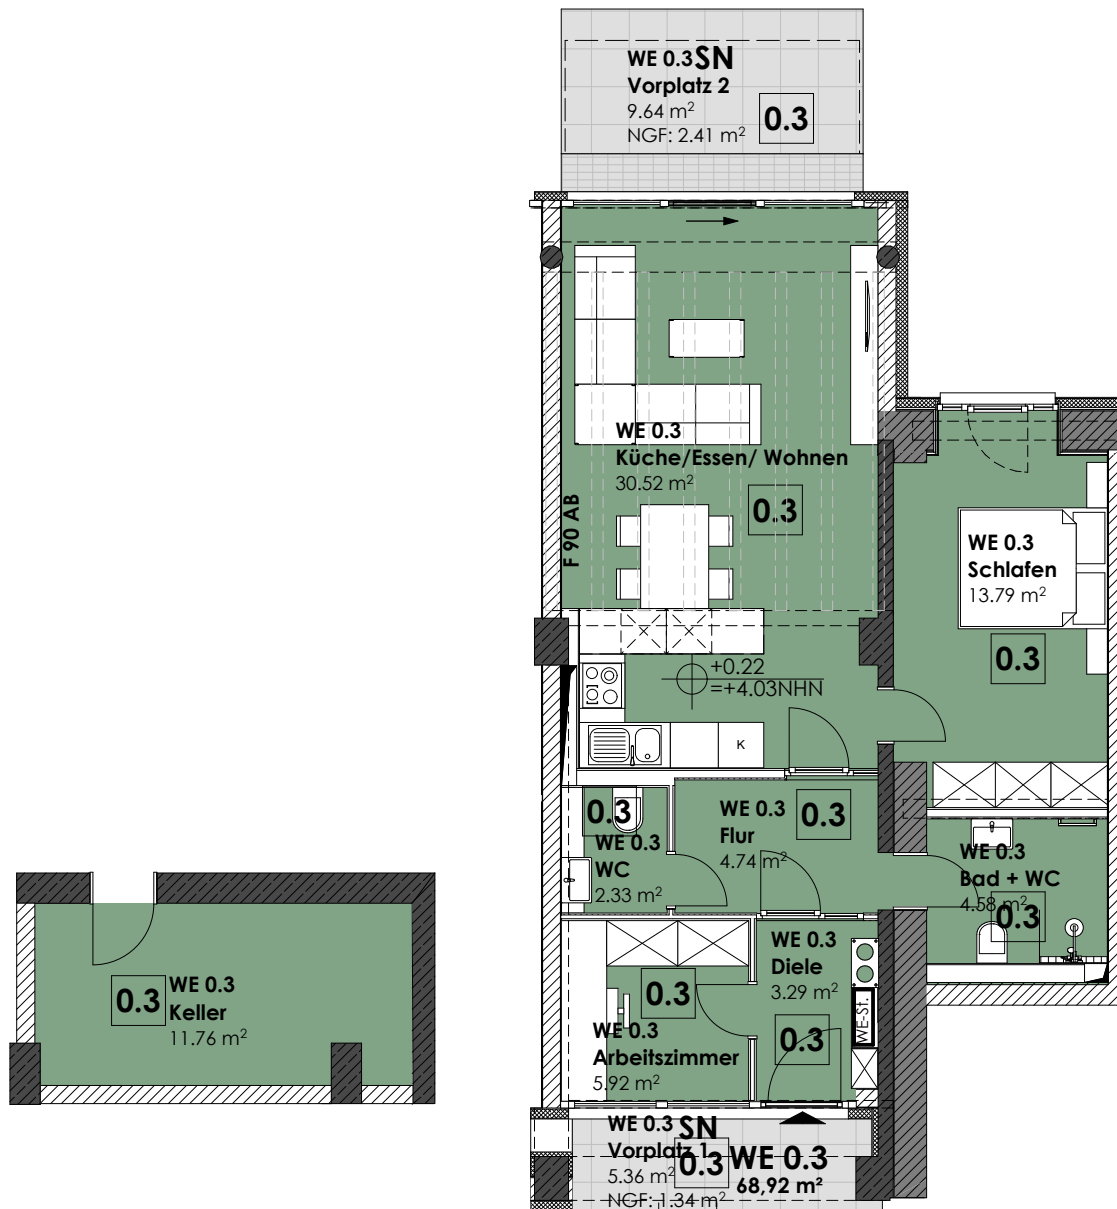 WE 0.3 SN
Vorplatz 2
9.64 m²
NGF: 2.41 m²
0.3
WE 0.3
Küche/Essen/ Wohnen
30.52 m²
0.3
F 90 AB
WE 0.3
Schlafen
13.79 m²
0.3
+0.22
=+4.03NHN
K
0.3
WE 0.3
WC
2.33 m²
WE 0.3
Flur
4.74 m²
0.3
WE 0.3
Bad + WC
4.58 m²
0.3
WE 0.3
Keller
11.76 m²
0.3
WE 0.3
Diele
3.29 m²
0.3
WE-St.
0.3
WE 0.3
Arbeitszimmer
5.92 m²
WE 0.3 SN
Vorplatz 1
5.36 m²
NGF: 1.34 m²
0.3
WE 0.3
68,92 m²